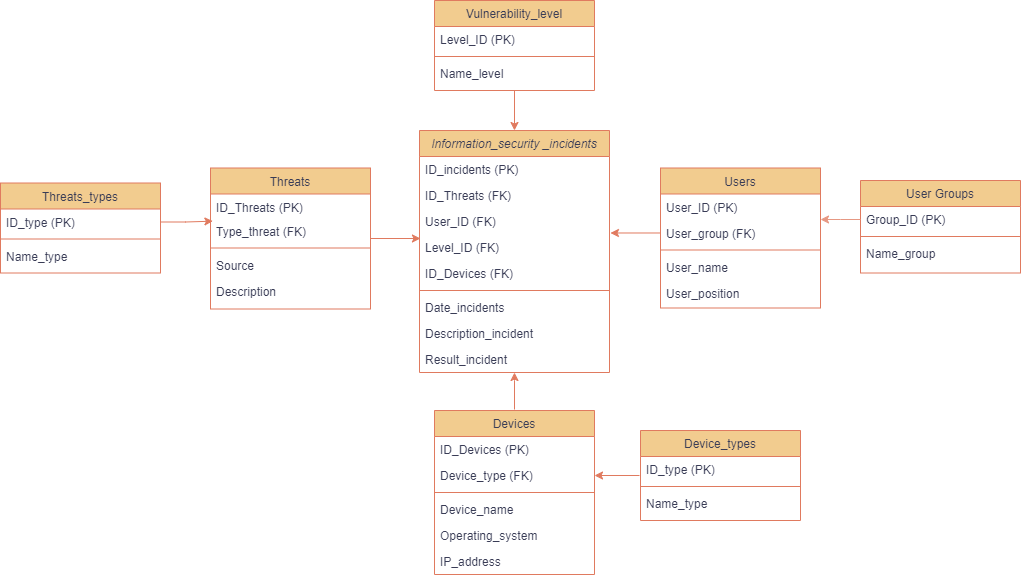 Vulnerability_level
Level_ID (PK)
Name_level
Information_security _incidents
ID_incidents (PK)
ID_Threats (FK)
User_ID (FK)
Level_ID (FK)
ID_Devices (FK)
Date_incidents
Description_incident
Result_incident
Threats_types
ID_type (PK)
Name_type
Threats
ID_Threats (PK)
Type_threat (FK)
Source
Description
Users
User_ID (PK)
User_group (FK)
User_name
User_position
User Groups
Group_ID (PK)
Name_group
Devices
ID_Devices (PK)
Device_type (FK)
Device_name
Operating_system
IP_address
Device_types
ID_type (PK)
Name_type